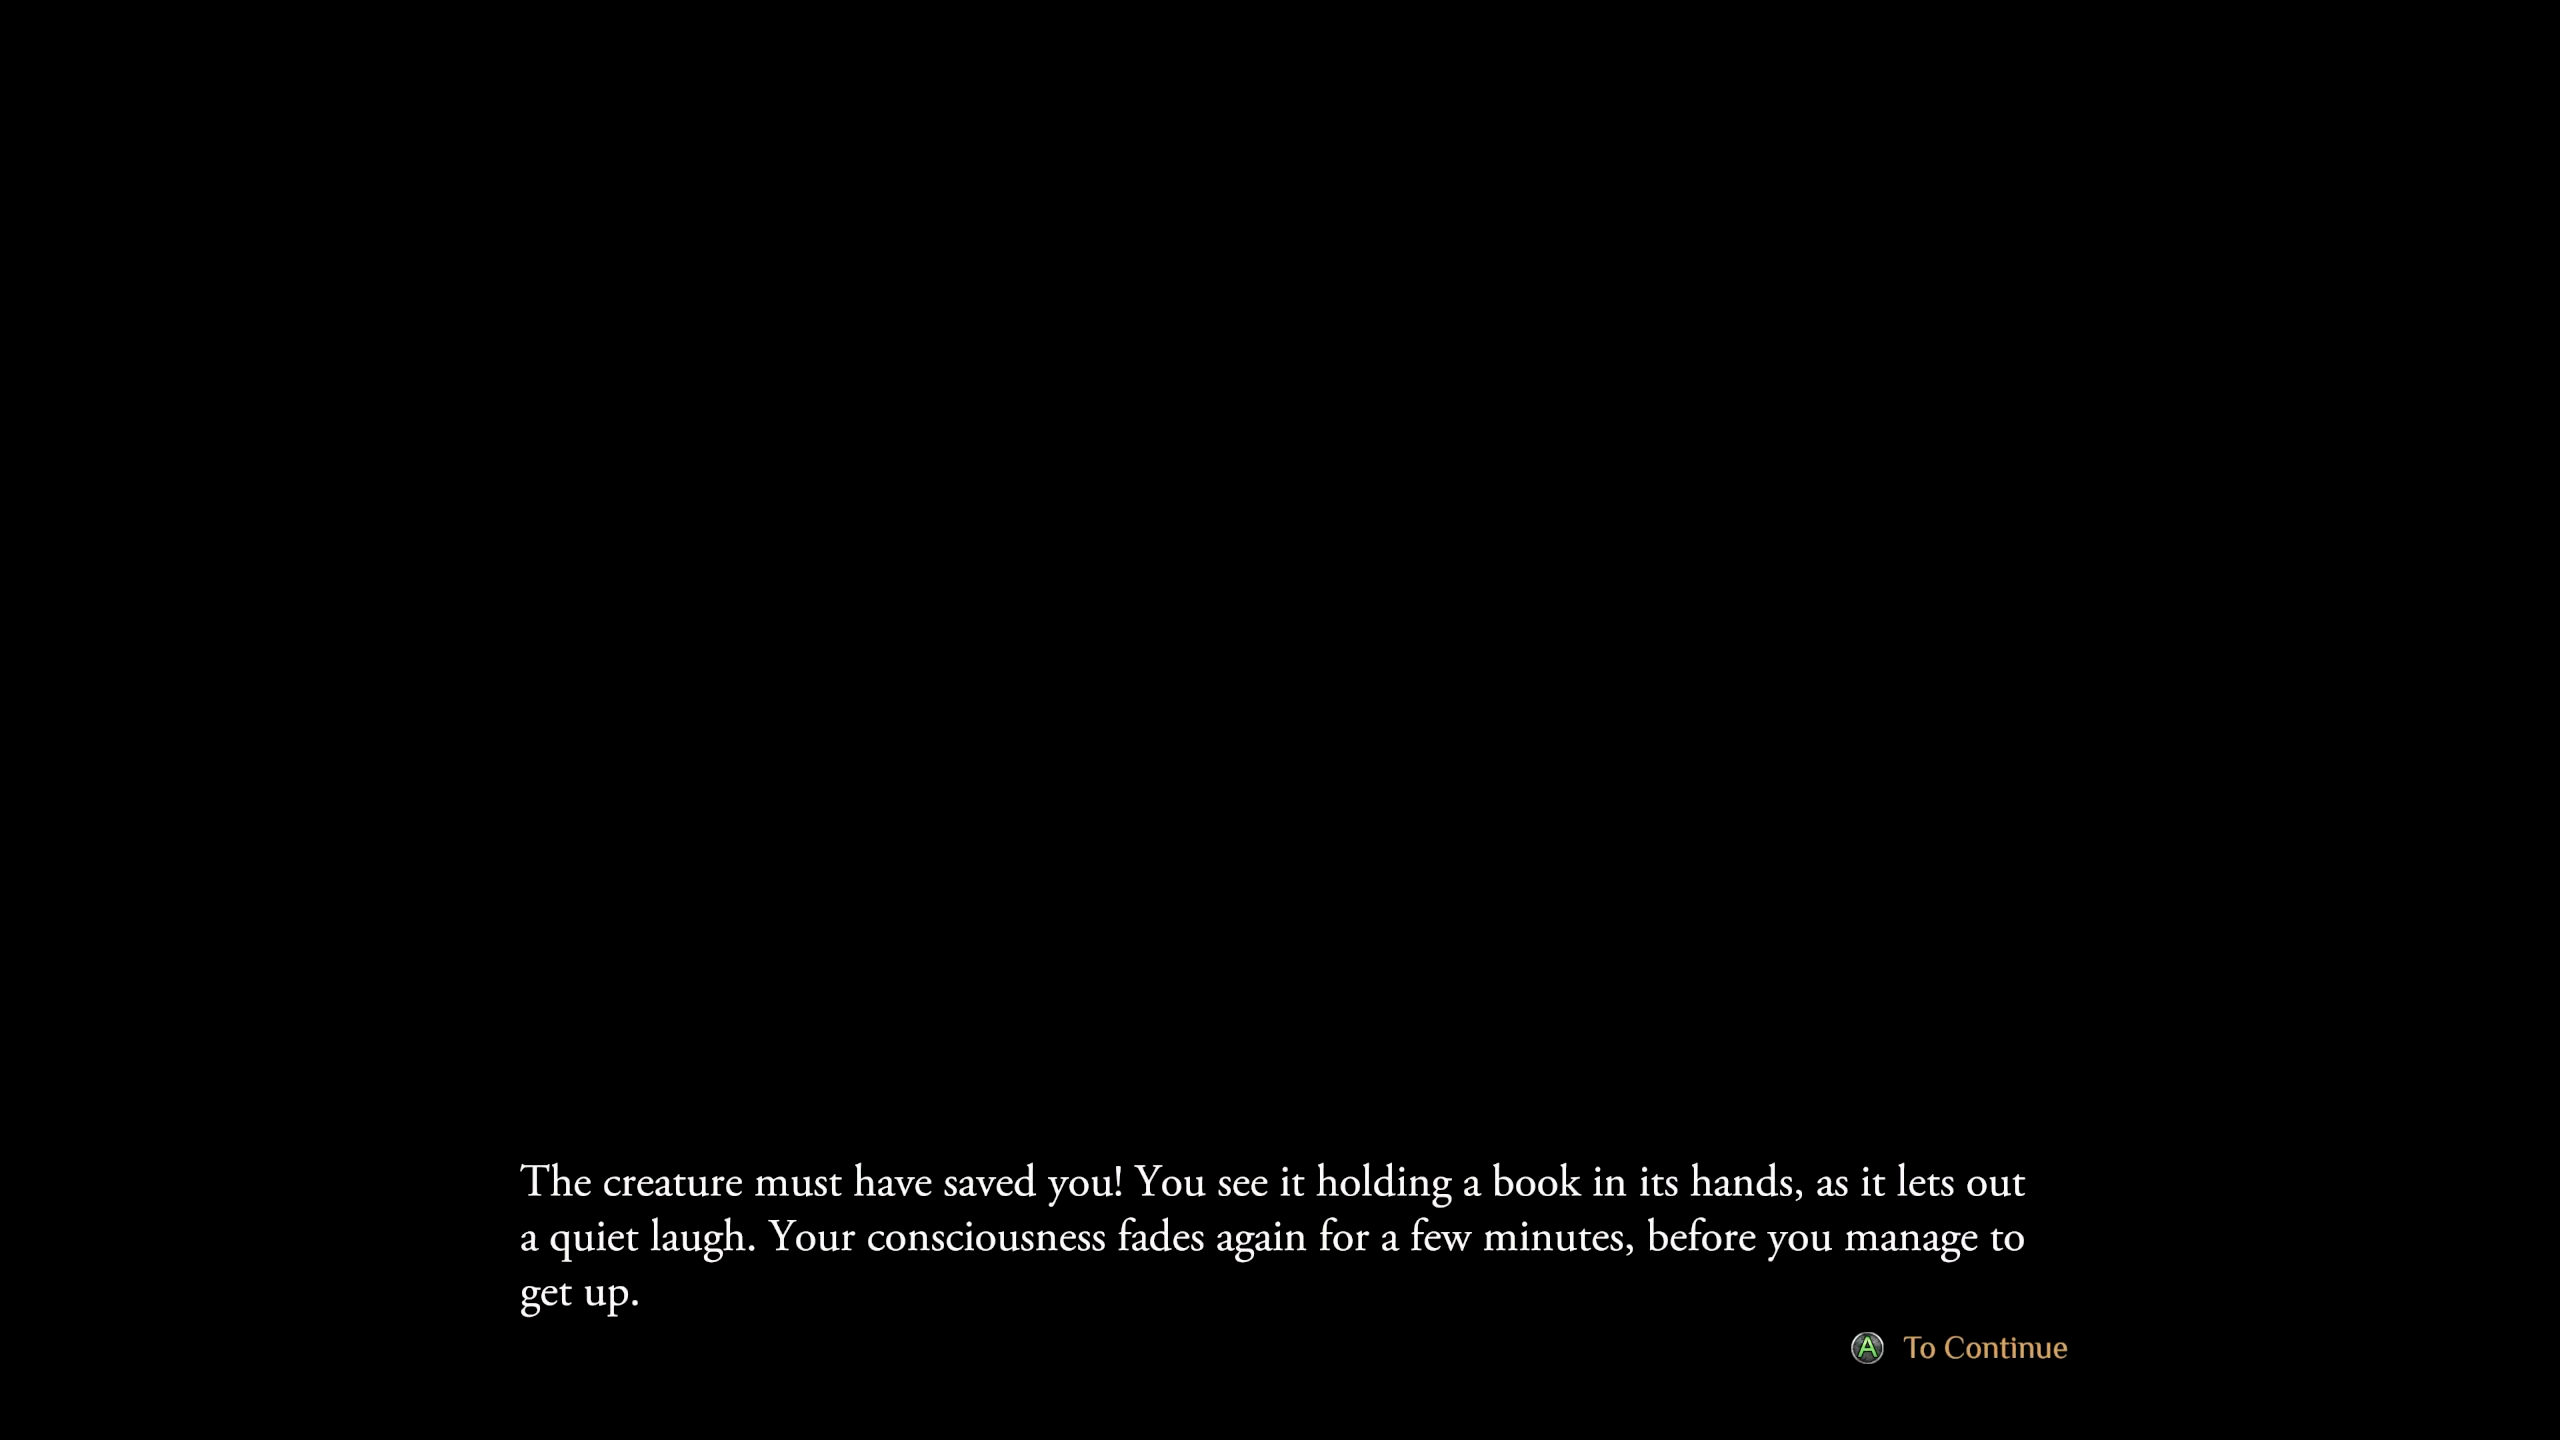 The creature must have saved you! You see it holding a book in its hands, as it lets out
a quiet laugh. Your consciousness fades again for a few minutes, before you manage to
get up.
A To Continue